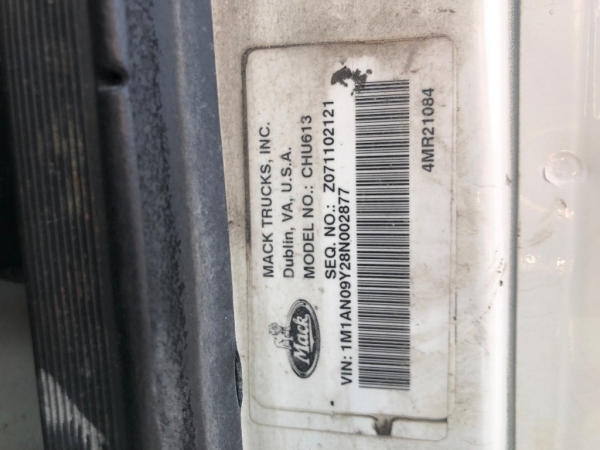 MACK TRUCKS, INC.
Dublin, VA, U.S.A.
MODEL NO.: CHU613
SEQ. NO.: Z071102121
Mack
VIN: 1M1AN09Y28N002877
4MR21084